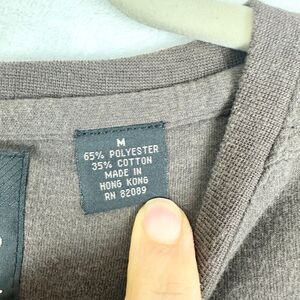 M
65% POLYESTER
35% COTTON
MADE IN
HONG KONG
RN 82089